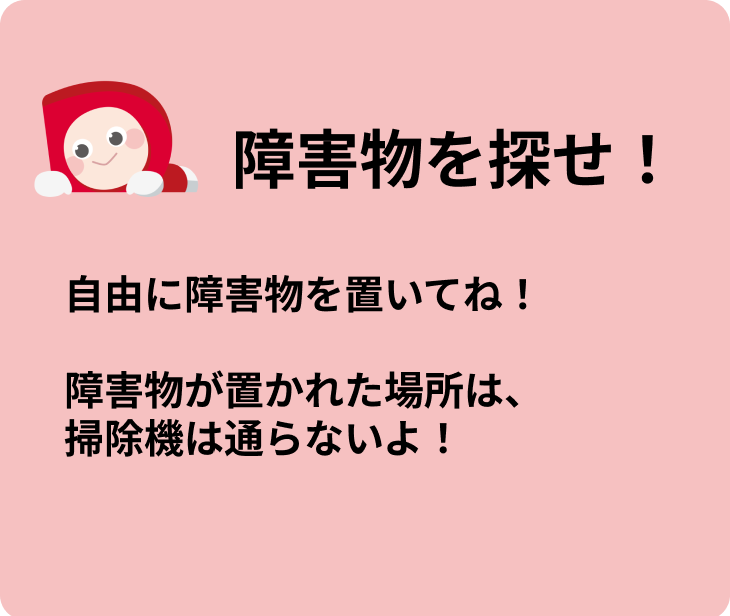 障害物を探せ！
自由に障害物を置いてね！
障害物が置かれた場所は、
掃除機は通らないよ！